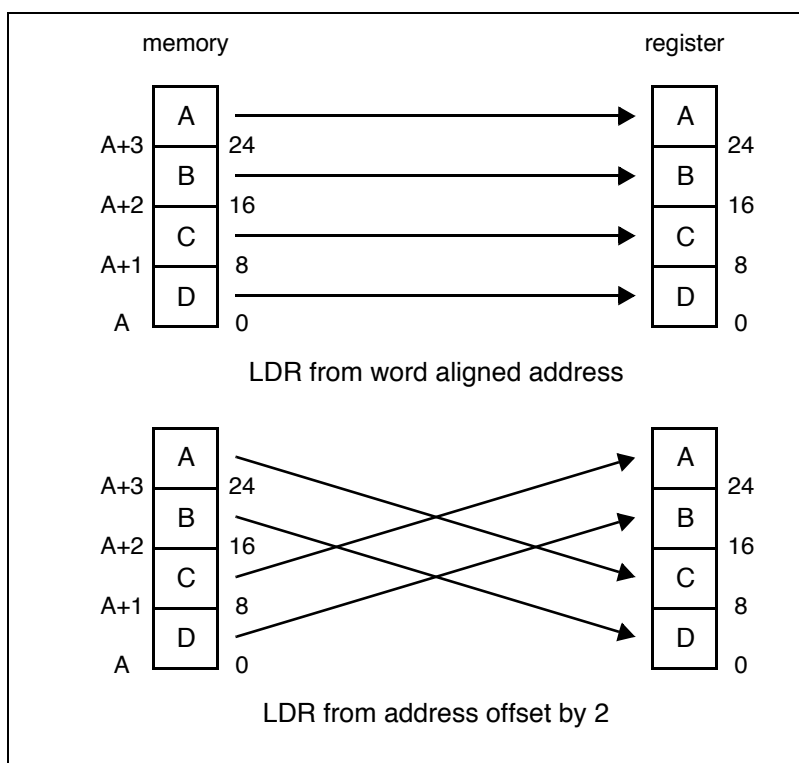 memory register
A A
A+3 24 24
B B
A+2 16 16
C C
A+1 8 8
D D
A 0 0
LDR from word aligned address
A A
A+3 24 24
B B
A+2 16 16
C C
A+1 8 8
D D
A 0 0
LDR from address offset by 2